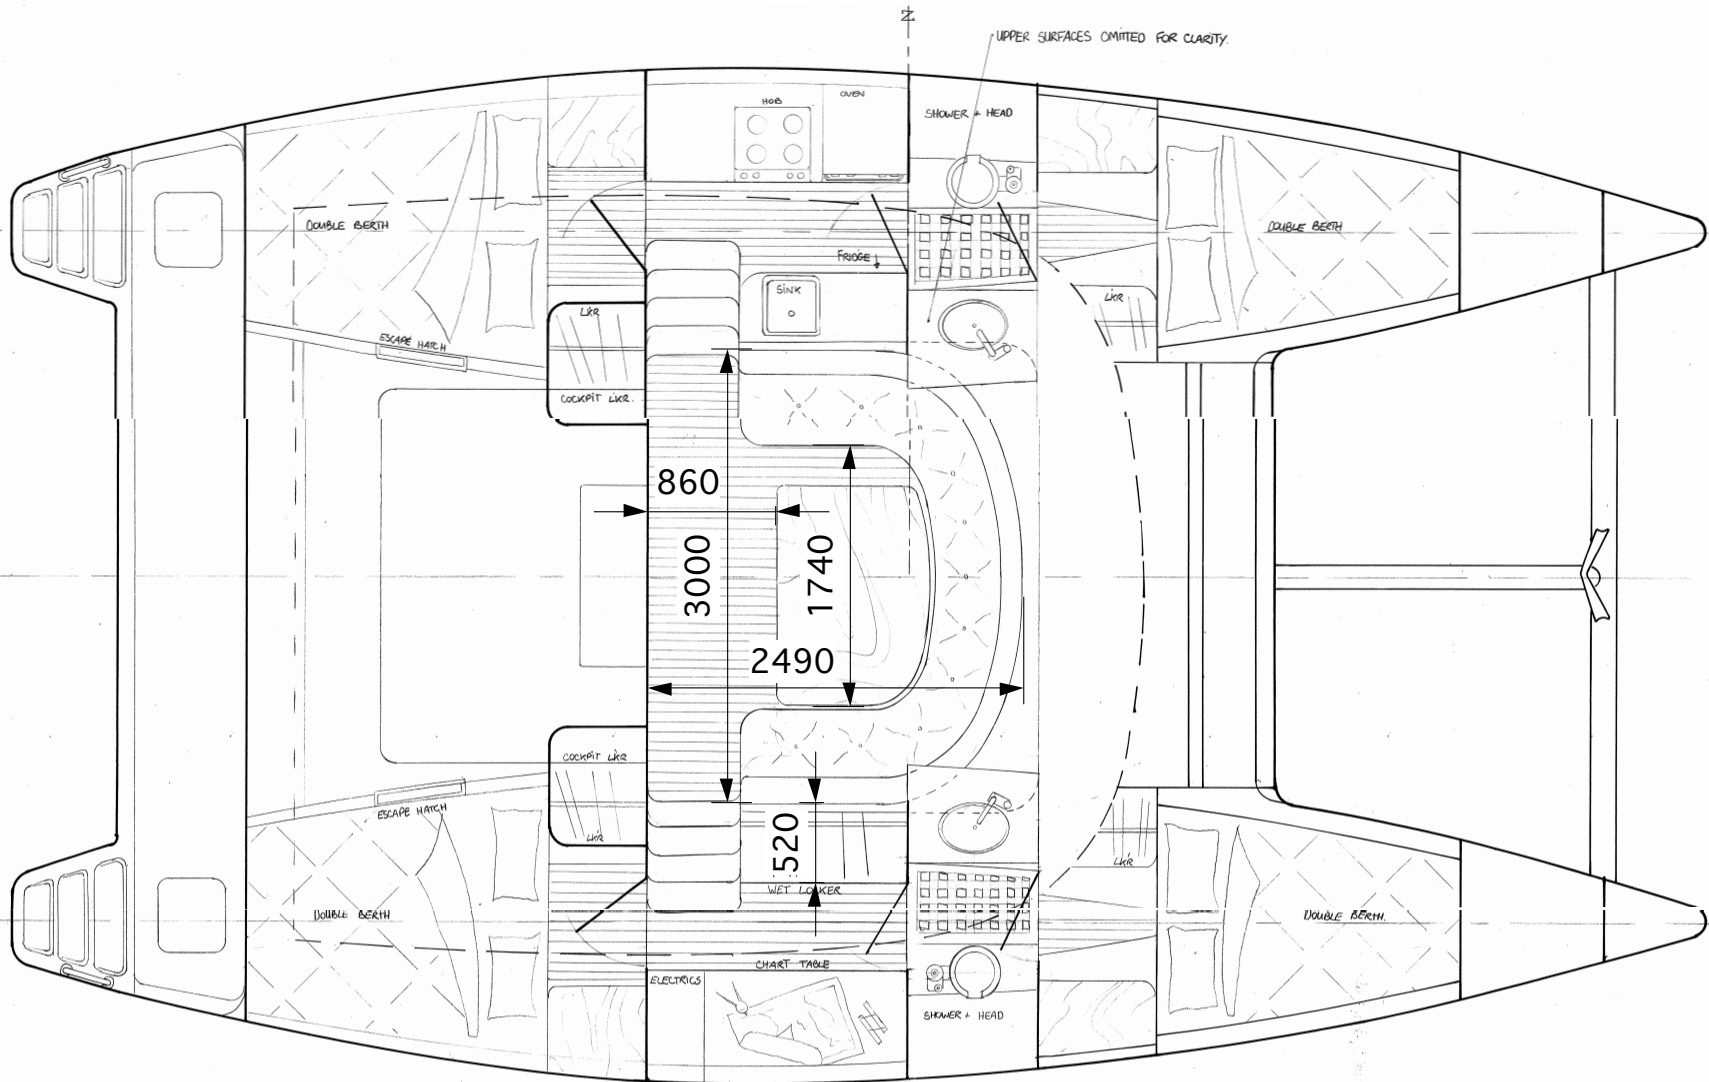 N
UPPER SURFACES OMITTED FOR CLARITY.
HOB
OVEN
SHOWER + HEAD
DOUBLE BERTH
DOUBLE BERTH
FRIDGE
SINK
LKR
LKR
ESCAPE HATCH
COCKPIT LKR.
860
3000
1740
2490
COCKPIT LKR
ESCAPE HATCH
LKR
520
LKR
WET LOCKER
DOUBLE BERTH
DOUBLE BERTH.
CHART TABLE
ELECTRICS
SHOWER + HEAD